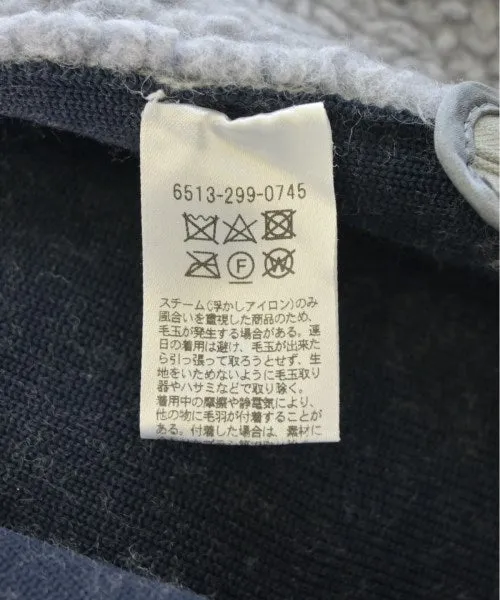 6513-299-0745
F W
スチーム(浮かしアイロン)のみ
風合いを重視した商品のため、
毛玉が発生する場合がある。連
日の着用は避け、毛玉が出来た
ら引っ張って取ろうとせず、生
地をいためないように毛玉取り
器やハサミなどで取り除く。
着用中の摩擦や静電気により、
他の物に毛羽が付着することが
ある。付着した場合は、素材に